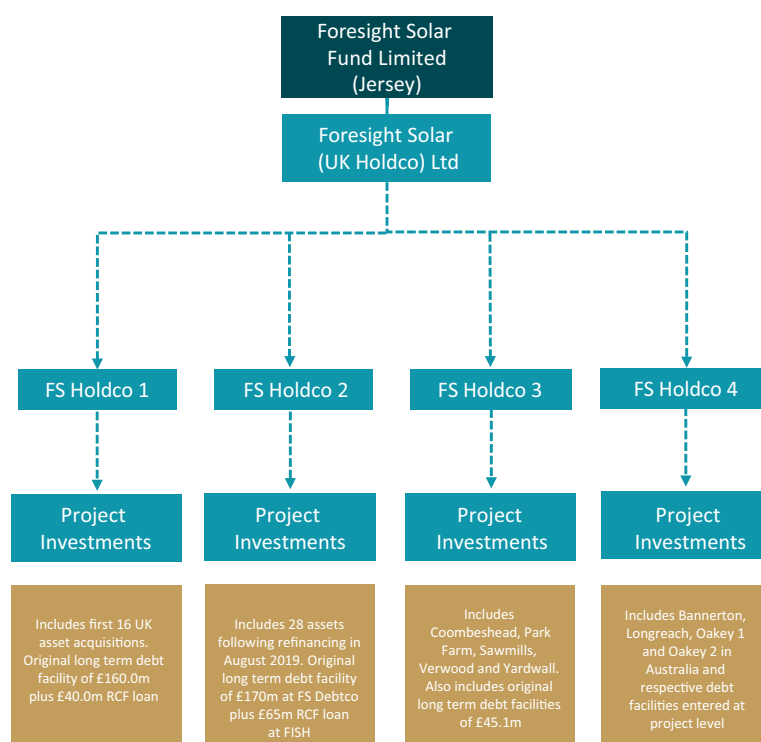 Foresight Solar
Fund Limited
(Jersey)
Foresight Solar
(UK Holdco) Ltd
FS Holdco 1
FS Holdco 2
FS Holdco 3
FS Holdco 4
Project
Investments
Project
Investments
Project
Investments
Project
Investments
Includes first 16 UK
asset acquisitions.
Original long term debt
facility of £160.0m
plus £40.0m RCF loan
Includes 28 assets
following refinancing in
August 2019. Original
long term debt facility
of £170m at FS Debtco
plus £65m RCF loan
at FISH
Includes
Coombeshead, Park
Farm, Sawmills,
Verwood and Yardwall.
Also includes original
long term debt facilities
of £45.1m
Includes Bannerton,
Longreach, Oakey 1
and Oakey 2 in
Australia and
respective debt
facilities entered at
project level